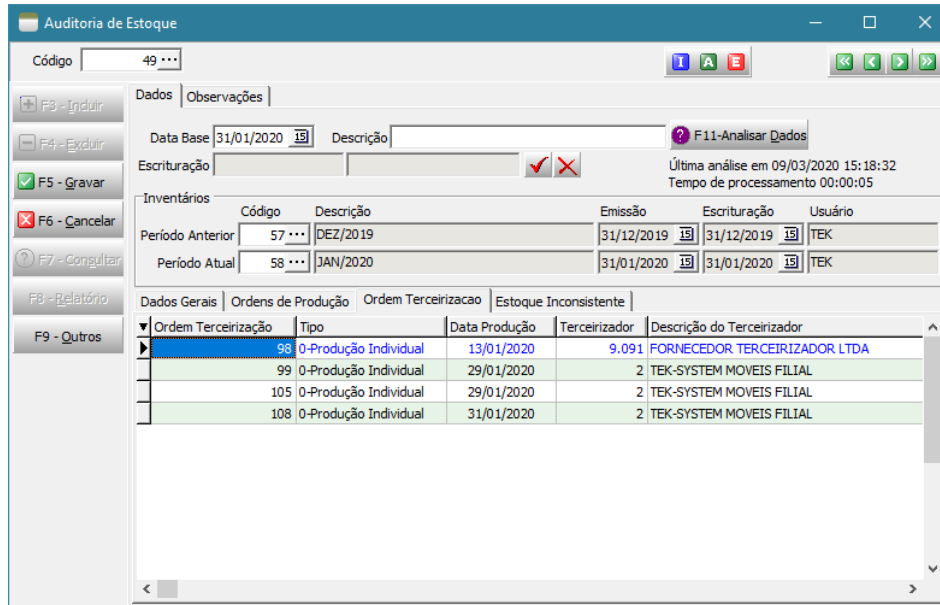 Auditoria de Estoque
Código 49 ... I A E
F3 - Incluir
F4 - Excluir
F5 - Gravar
F6 - Cancelar
F7 - Consultar
F8 - Relatório
F9 - Outros
Dados Observações
Data Base 31/01/2020 15 Descrição ? F11-Analisar Dados
Escrituração Última análise em 09/03/2020 15:18:32
Tempo de processamento 00:00:05
Inventários
Código Descrição Emissão Escrituração Usuário
Período Anterior 57 ... DEZ/2019 31/12/2019 15 31/12/2019 15 TEK
Período Atual 58 ... JAN/2020 31/01/2020 15 31/01/2020 15 TEK
Dados Gerais Ordens de Produção Ordem Terceirizacao Estoque Inconsistente
Ordem Terceirização Tipo Data Produção Terceirizador Descrição do Terceirizador
98 0-Produção Individual 13/01/2020 9.091 FORNECEDOR TERCEIRIZADOR LTDA
99 0-Produção Individual 29/01/2020 2 TEK-SYSTEM MOVEIS FILIAL
105 0-Produção Individual 29/01/2020 2 TEK-SYSTEM MOVEIS FILIAL
108 0-Produção Individual 31/01/2020 2 TEK-SYSTEM MOVEIS FILIAL